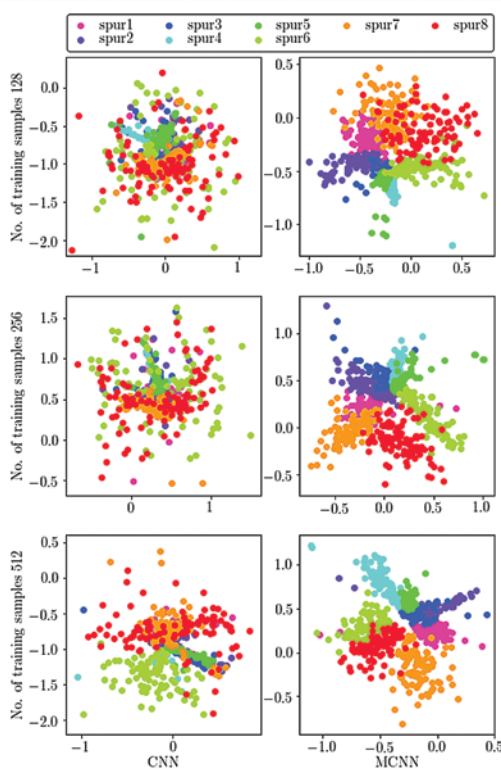 spur1 spur3 spur5 spur7 spur8
spur2 spur4 spur6
No. of training samples 128
0.0
−0.5
−1.0
−1.5
−2.0
−1 0 1
0.5
0.0
−0.5
−1.0
−1.0 −0.5 0.0 0.5
No. of training samples 256
1.5
1.0
0.5
0.0
−0.5
0 1
1.0
0.5
0.0
−0.5
−0.5 0.0 0.5 1.0
No. of training samples 512
0.5
0.0
−0.5
−1.0
−1.5
−2.0
−1 0
CNN
1.0
0.5
0.0
−0.5
−1.0 −0.5 0.0 0.5
MCNN